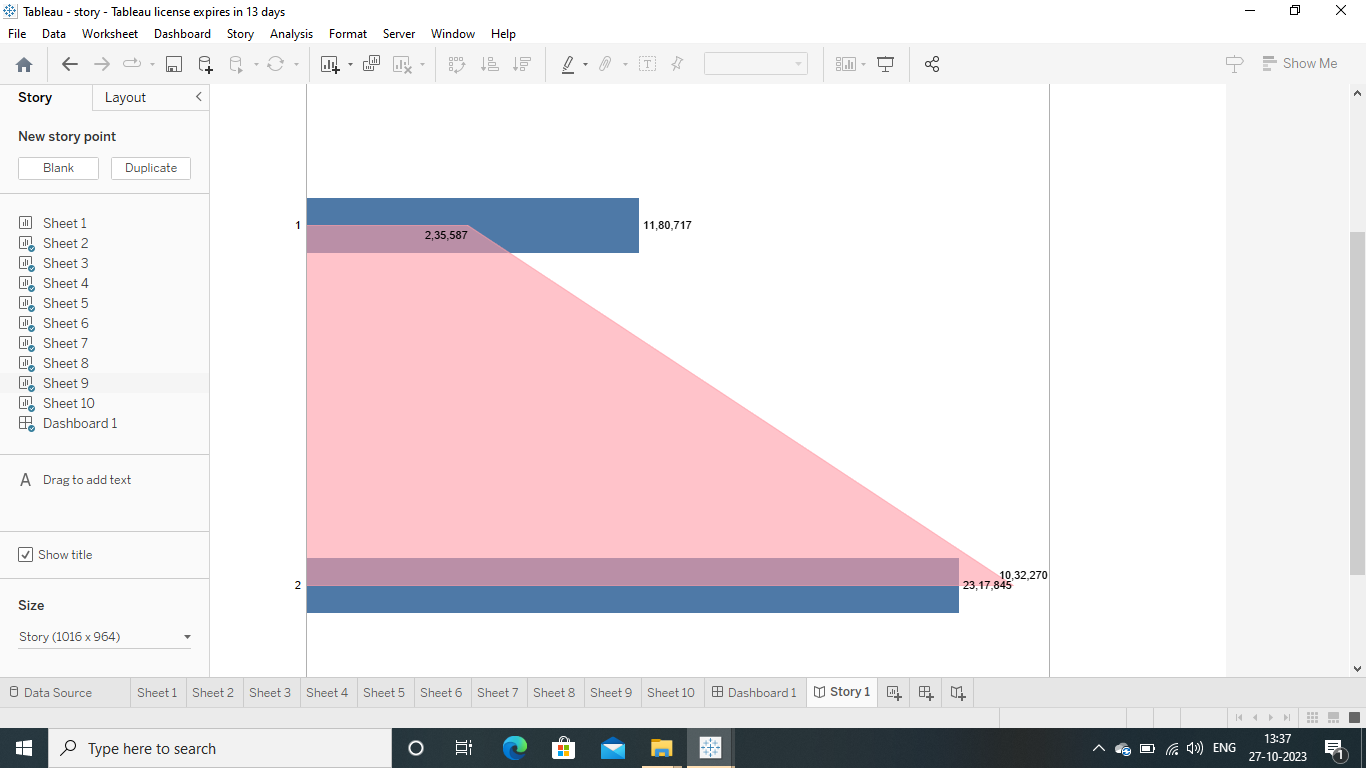 Tableau - story - Tableau license expires in 13 days
File Data Worksheet Dashboard Story Analysis Format Server Window Help
Show Me
Story Layout
New story point
Blank Duplicate
Sheet 1
Sheet 2
Sheet 3
Sheet 4
Sheet 5
Sheet 6
Sheet 7
Sheet 8
Sheet 9
Sheet 10
Dashboard 1
A Drag to add text
Show title
Size
Story (1016 x 964)
1 11,80,717
2,35,587
10,32,270
2 23,17,845
Data Source Sheet 1 Sheet 2 Sheet 3 Sheet 4 Sheet 5 Sheet 6 Sheet 7 Sheet 8 Sheet 9 Sheet 10 Dashboard 1 Story 1
Type here to search
ENG
13:37
27-10-2023
1